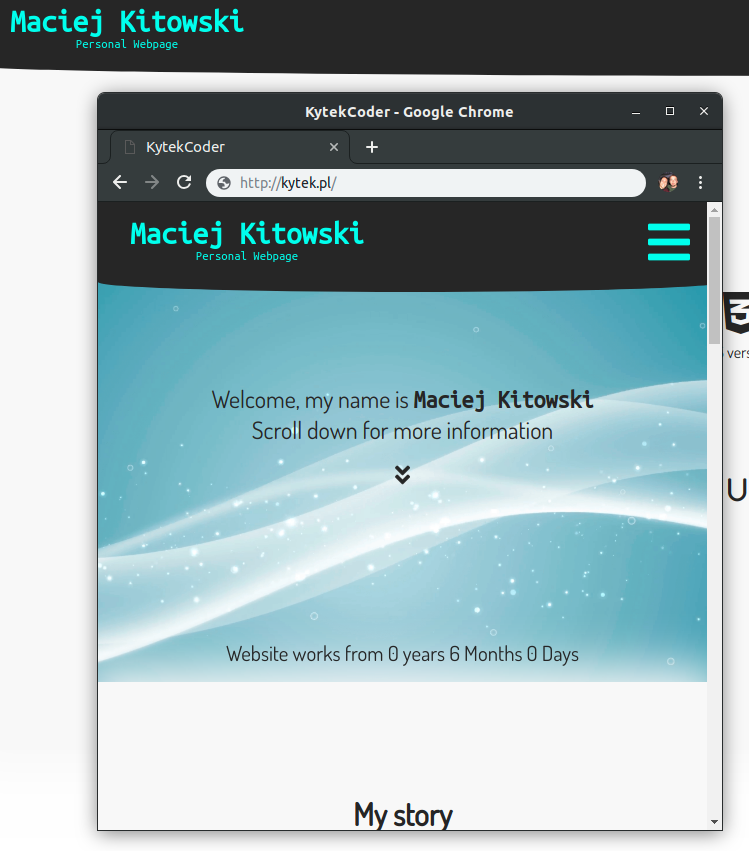 Maciej Kitowski
Personal Webpage
KytekCoder - Google Chrome
KytekCoder
http://kytek.pl/
Maciej Kitowski
Personal Webpage
Welcome, my name is Maciej Kitowski
Scroll down for more information
Website works from 0 years 6 Months 0 Days
My story